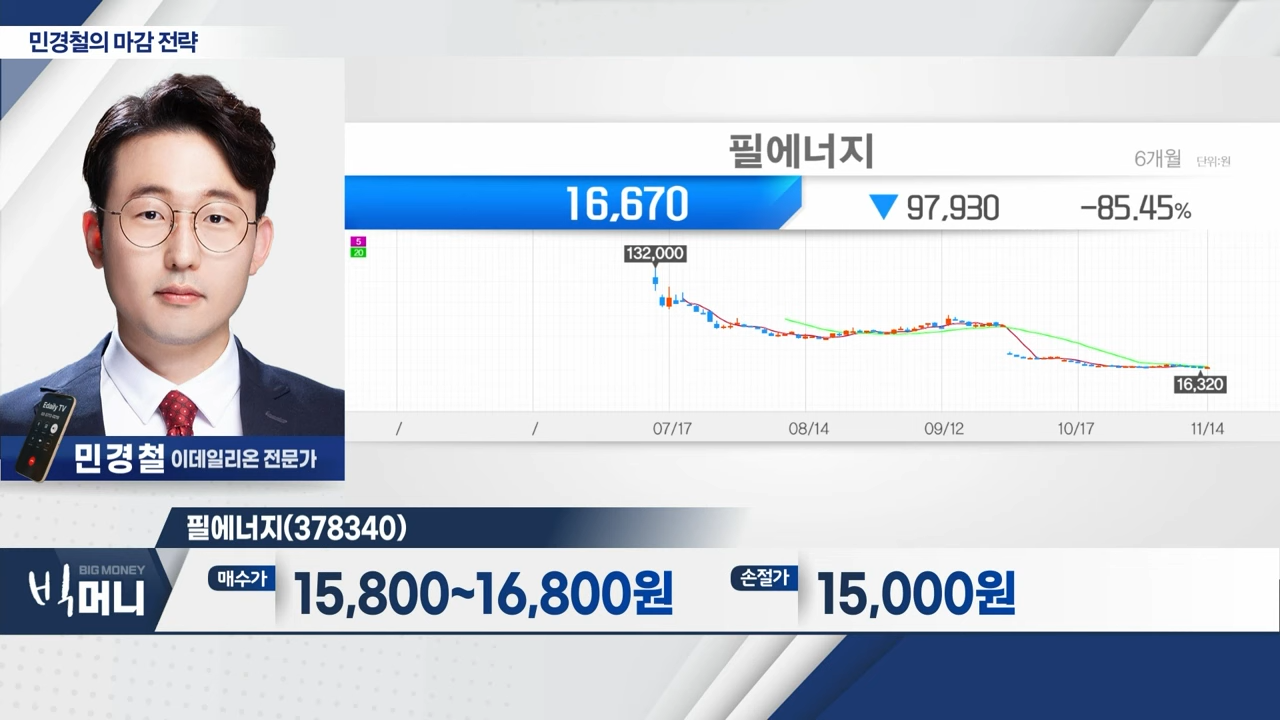 민경철의 마감 전략
필에너지
6개월 단위:원
16,670 ▼ 97,930 -85.45%
5
20
132,000
16,320
/ / 07/17 08/14 09/12 10/17 11/14
Edaily TV
민경철 이데일리온 전문가
필에너지(378340)
BIG MONEY
빅머니
매수가 15,800~16,800원 손절가 15,000원